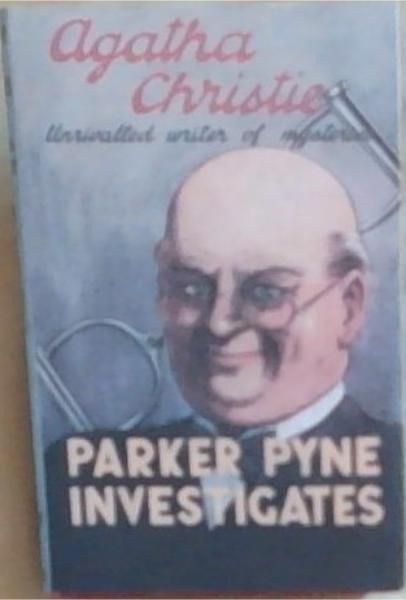 Agatha
Christie
Unrivalled writer of mysteries
PARKER PYNE
INVESTIGATES